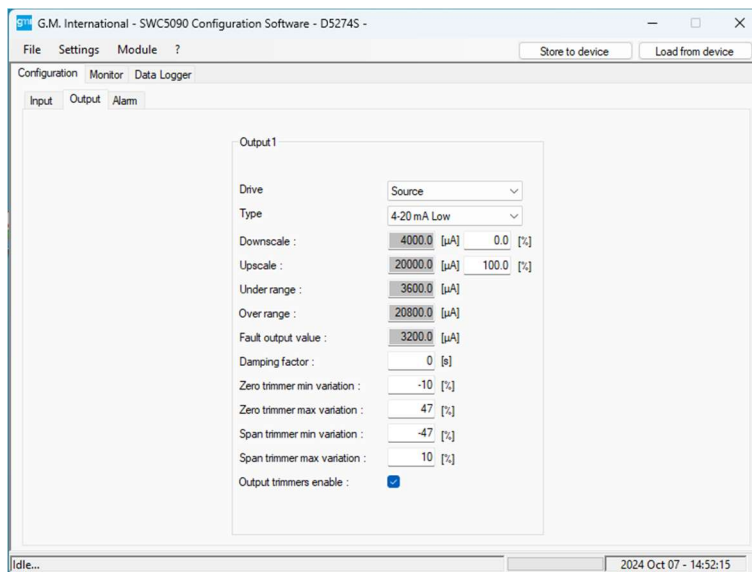 gmi G.M. International - SWC5090 Configuration Software - D5274S -
File Settings Module ? Store to device Load from device
Configuration Monitor Data Logger
Input Output Alarm
Output1
Drive Source
Type 4-20 mA Low
Downscale : 4000.0 [µA] 0.0 [%]
Upscale : 20000.0 [µA] 100.0 [%]
Under range : 3600.0 [µA]
Over range : 20800.0 [µA]
Fault output value : 3200.0 [µA]
Damping factor : 0 [s]
Zero trimmer min variation : -10 [%]
Zero trimmer max variation : 47 [%]
Span trimmer min variation : -47 [%]
Span trimmer max variation : 10 [%]
Output trimmers enable :
Idle... 2024 Oct 07 - 14:52:15